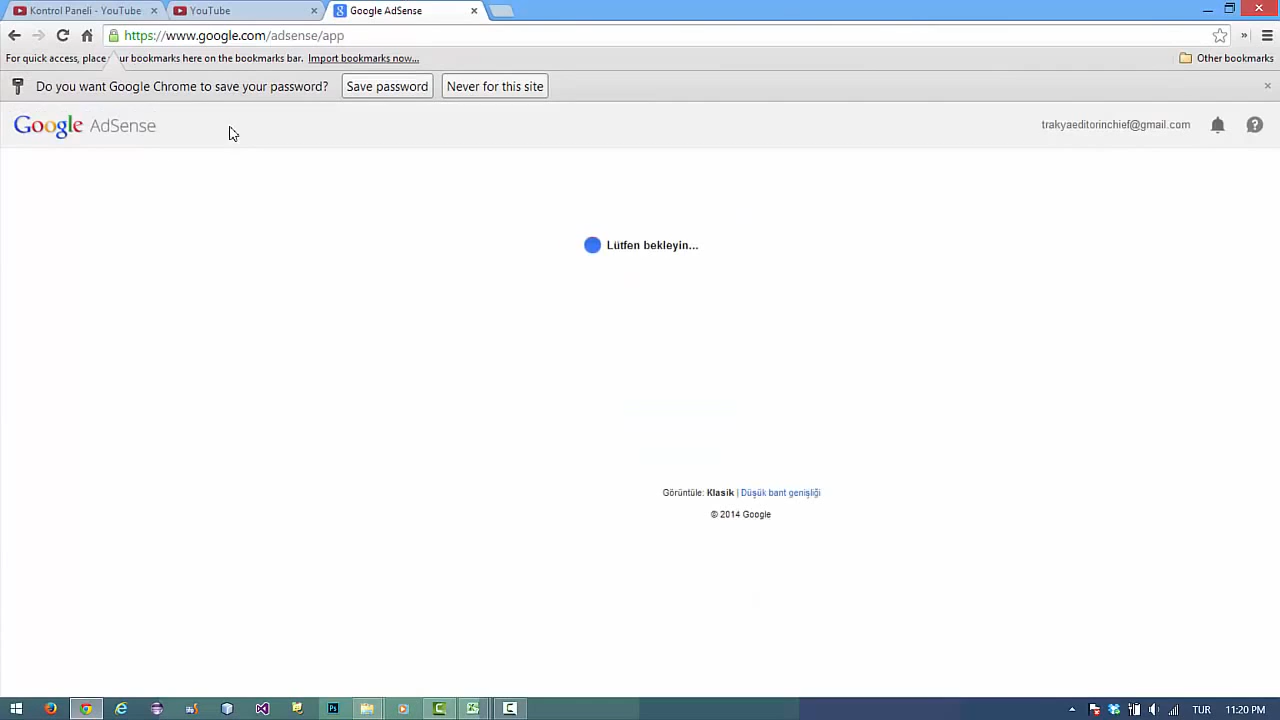 Kontrol Paneli - YouTube
YouTube
Google AdSense
https://www.google.com/adsense/app
For quick access, place your bookmarks here on the bookmarks bar. Import bookmarks now...
Other bookmarks
Do you want Google Chrome to save your password? Save password Never for this site
Google AdSense
trakyaeditorinchief@gmail.com
Lütfen bekleyin...
Görüntüle: Klasik | Düşük bant genişliği
© 2014 Google
TUR 11:20 PM